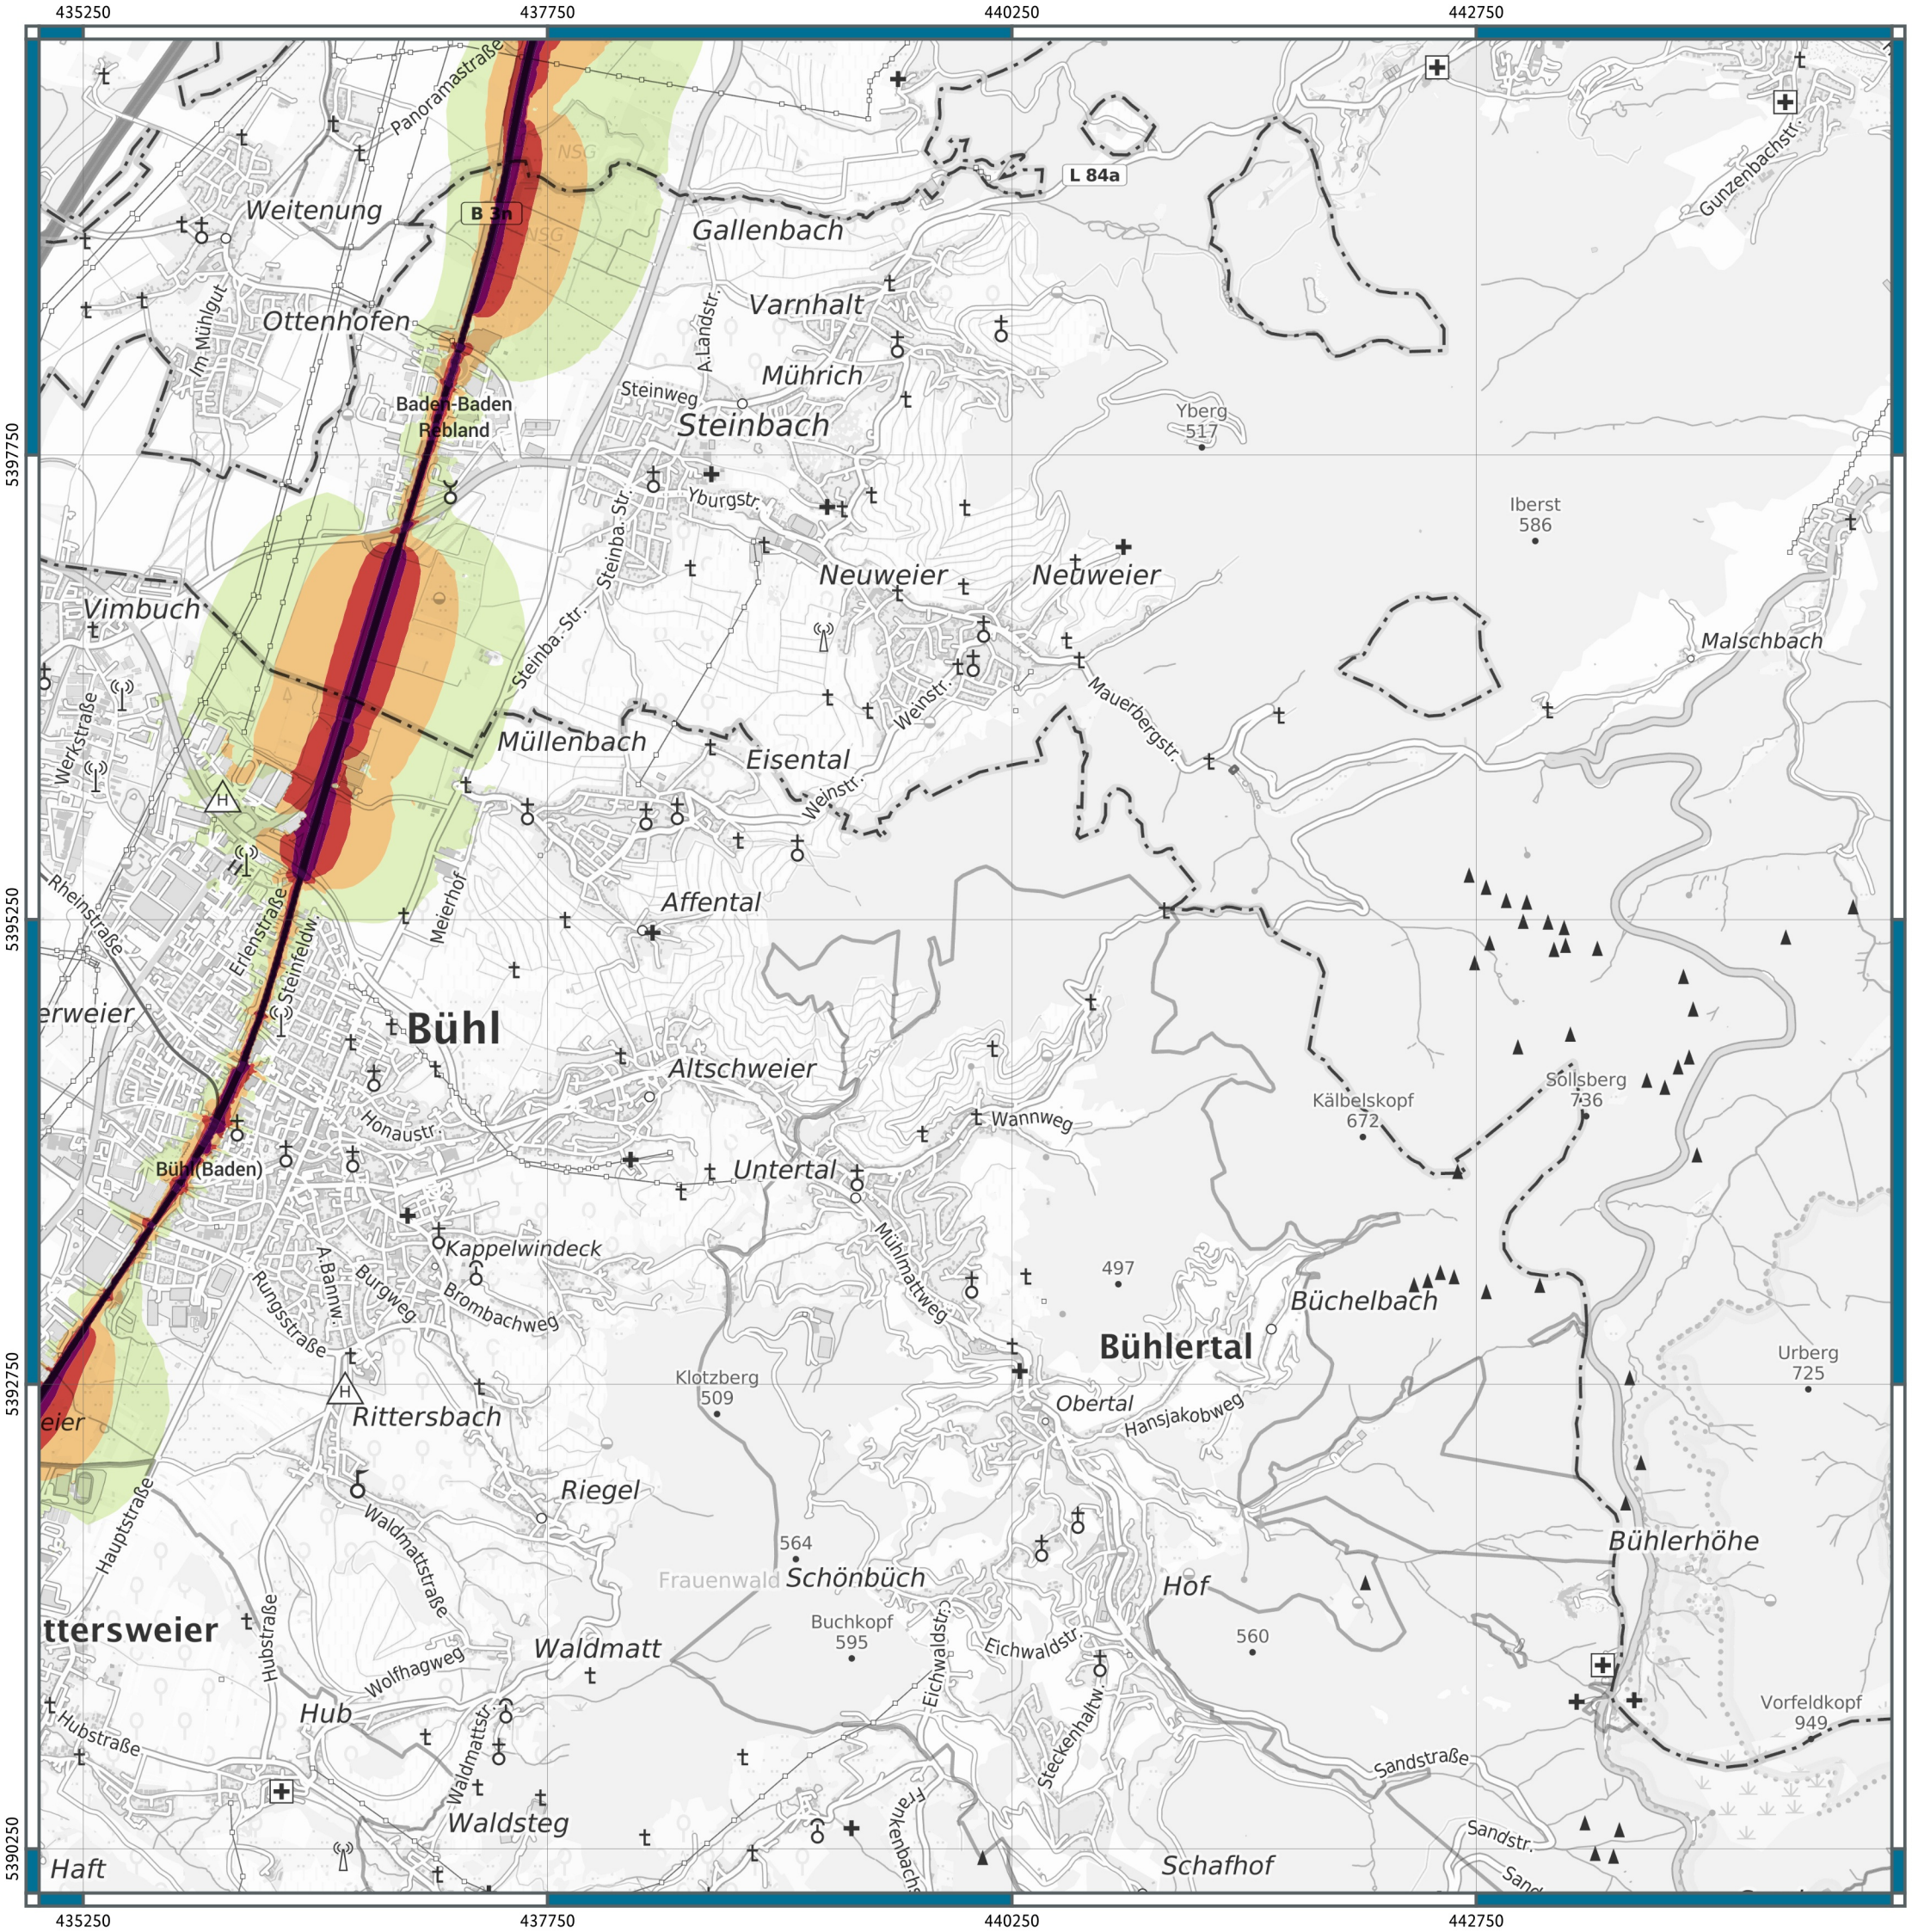 435250
437750
440250
442750
Panoramastraße
NSG
L 84a
Gunzenbachstr.
Weitenung
B 3n
NSG
Gallenbach
Im Mühlgut
Ottenhofen
A.Landstr.
Varnhalt
Mührich
Steinweg
Baden-Baden
Rebland
Steinbach
Yberg
517
5397750
Yburgstr.
Iberst
586
Steinba. Str.
Neuweier
Neuweier
Vimbuch
Steinba. Str.
Malschbach
Weinstr.
Mauerbergstr.
Werkstraße
Müllenbach
Eisental
Weinstr.
H
H
Rheinstraße
Meierhof
Affental
5395250
Erlenstraße
Steinfeldw.
erweier
Bühl
Altschweier
Sollsberg
736
Kälbelskopf
672
Honaustr.
Wannweg
Bühl(Baden)
Untertal
Kappelwindeck
Mühlmattweg
497
A.Bannw.
Burgweg
Rungsstraße
Brombachweg
Büchelbach
Bühlertal
Urberg
725
Klotzberg
509
5392750
H
eier
Rittersbach
Obertal
Hansjakobweg
Riegel
Hauptstraße
Waldmattstraße
564
Bühlerhöhe
Frauenwald
Schönbüch
Hof
Buchkopf
595
ttersweier
Hubstraße
Waldmatt
Eichwaldstr.
Eichwaldstr.
560
Wolfhagweg
Steckenhaltw.
Vorfeldkopf
949
Hub
Hubstraße
Waldmattstr.
Sandstraße
Waldsteg
Frankenbachs
Sandstr.
5390250
Haft
Schafhof
Sand
435250
437750
440250
442750